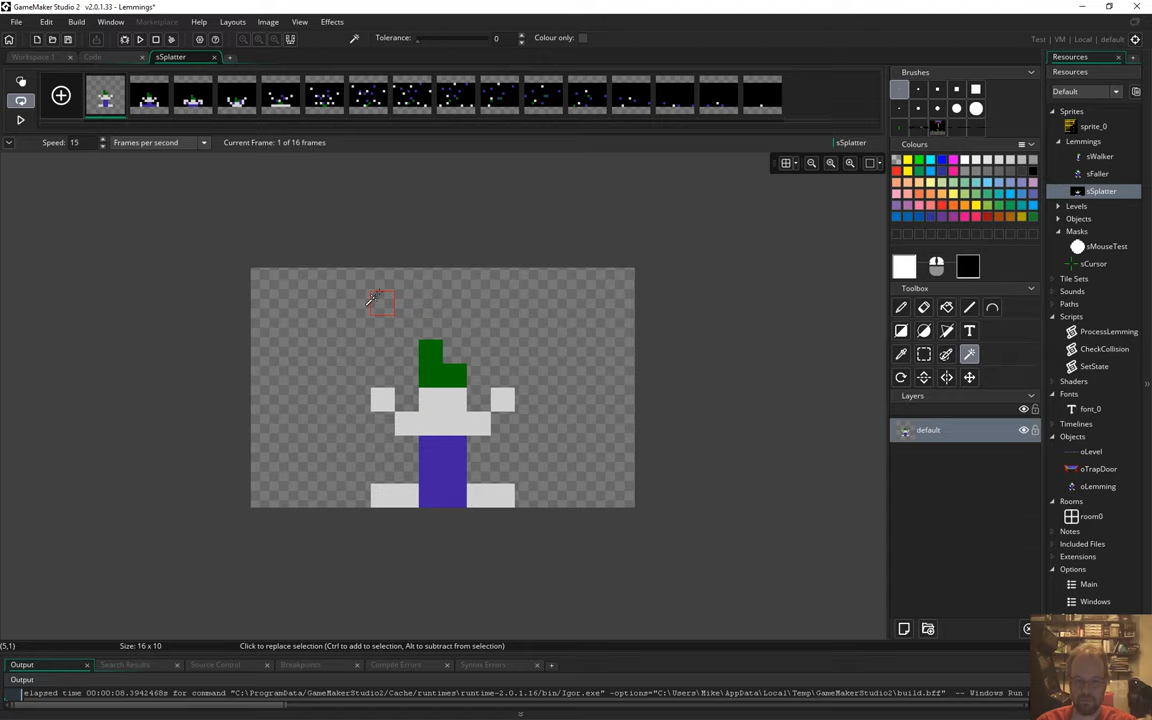 GameMaker Studio 2 v2.0.1.33 - Lemmings*
File Edit Build Window Marketplace Help Layouts Image View Effects
Tolerance: 0 Colour only:
Test | VM | Local | default
Workspace 1 Code sSplatter
Speed: 15 Frames per second Current Frame: 1 of 16 frames
sSplatter
Brushes
Colours
Toolbox
Layers
default
Resources
Resources
Default
Sprites
sprite_0
Lemmings
sWalker
sFaller
sSplatter
Levels
Objects
Masks
sMouseTest
sCursor
Tile Sets
Sounds
Paths
Scripts
ProcessLemming
CheckCollision
SetState
Shaders
Fonts
font_0
Timelines
Objects
oLevel
oTrapDoor
oLemming
Rooms
room0
Notes
Included Files
Extensions
Options
Main
Windows
(5,1) Size: 16 x 10 Click to replace selection (Ctrl to add to selection, Alt to subtract from selection)
Output Search Results Source Control Breakpoints Compile Errors Syntax Errors
Output
elapsed time 00:00:08.3942468s for command "C:\ProgramData/GameMakerStudio2/Cache/runtimes\runtime-2.0.1.16/bin/Igor.exe" -options="C:\Users\Mike\AppData\Local\Temp\GameMakerStudio2\build.bff" -- Windows Run